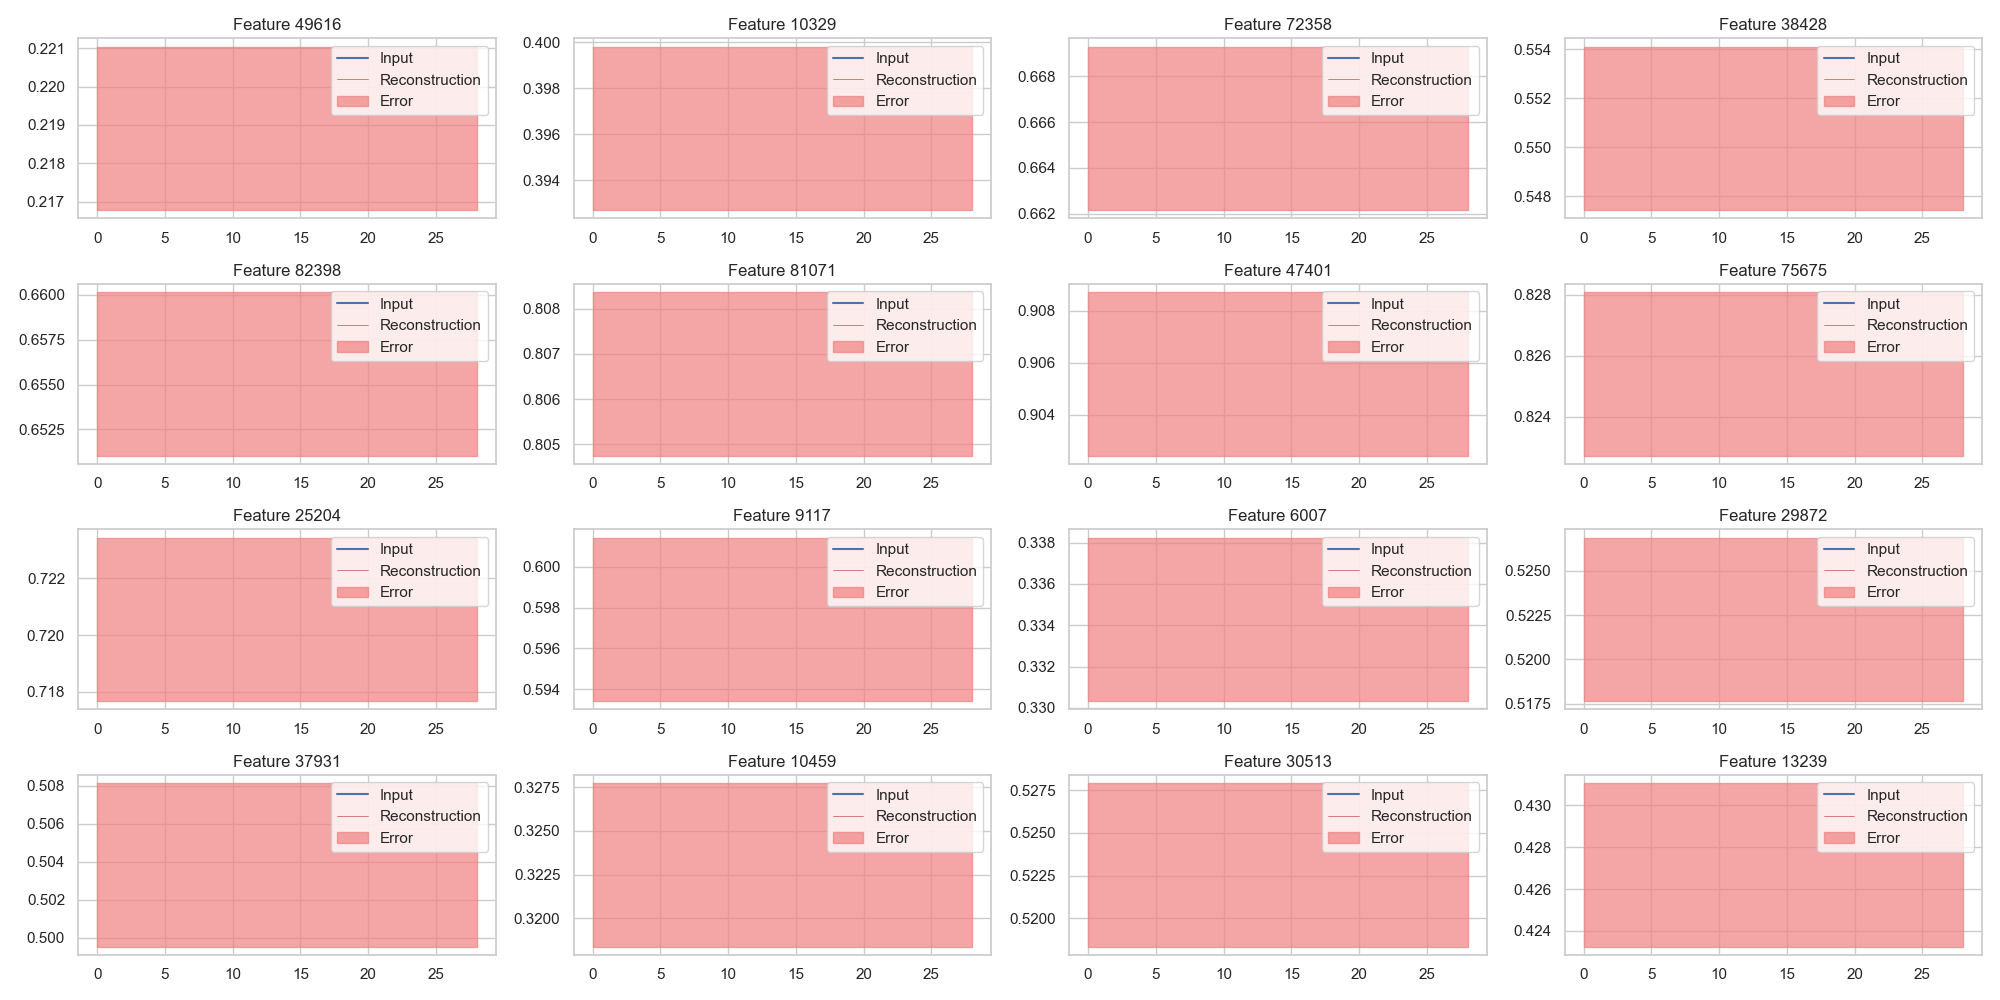 Feature 49616
0.221
0.220
0.219
0.218
0.217
Input
Reconstruction
Error
0 5 10 15 20 25
Feature 10329
0.400
0.398
0.396
0.394
Input
Reconstruction
Error
0 5 10 15 20 25
Feature 72358
0.668
0.666
0.664
0.662
Input
Reconstruction
Error
0 5 10 15 20 25
Feature 38428
0.554
0.552
0.550
0.548
Input
Reconstruction
Error
0 5 10 15 20 25
Feature 82398
0.6600
0.6575
0.6550
0.6525
Input
Reconstruction
Error
0 5 10 15 20 25
Feature 81071
0.808
0.807
0.806
0.805
Input
Reconstruction
Error
0 5 10 15 20 25
Feature 47401
0.908
0.906
0.904
Input
Reconstruction
Error
0 5 10 15 20 25
Feature 75675
0.828
0.826
0.824
Input
Reconstruction
Error
0 5 10 15 20 25
Feature 25204
0.722
0.720
0.718
Input
Reconstruction
Error
0 5 10 15 20 25
Feature 9117
0.600
0.598
0.596
0.594
Input
Reconstruction
Error
0 5 10 15 20 25
Feature 6007
0.338
0.336
0.334
0.332
0.330
Input
Reconstruction
Error
0 5 10 15 20 25
Feature 29872
0.5250
0.5225
0.5200
0.5175
Input
Reconstruction
Error
0 5 10 15 20 25
Feature 37931
0.508
0.506
0.504
0.502
0.500
Input
Reconstruction
Error
0 5 10 15 20 25
Feature 10459
0.3275
0.3250
0.3225
0.3200
Input
Reconstruction
Error
0 5 10 15 20 25
Feature 30513
0.5275
0.5250
0.5225
0.5200
Input
Reconstruction
Error
0 5 10 15 20 25
Feature 13239
0.430
0.428
0.426
0.424
Input
Reconstruction
Error
0 5 10 15 20 25